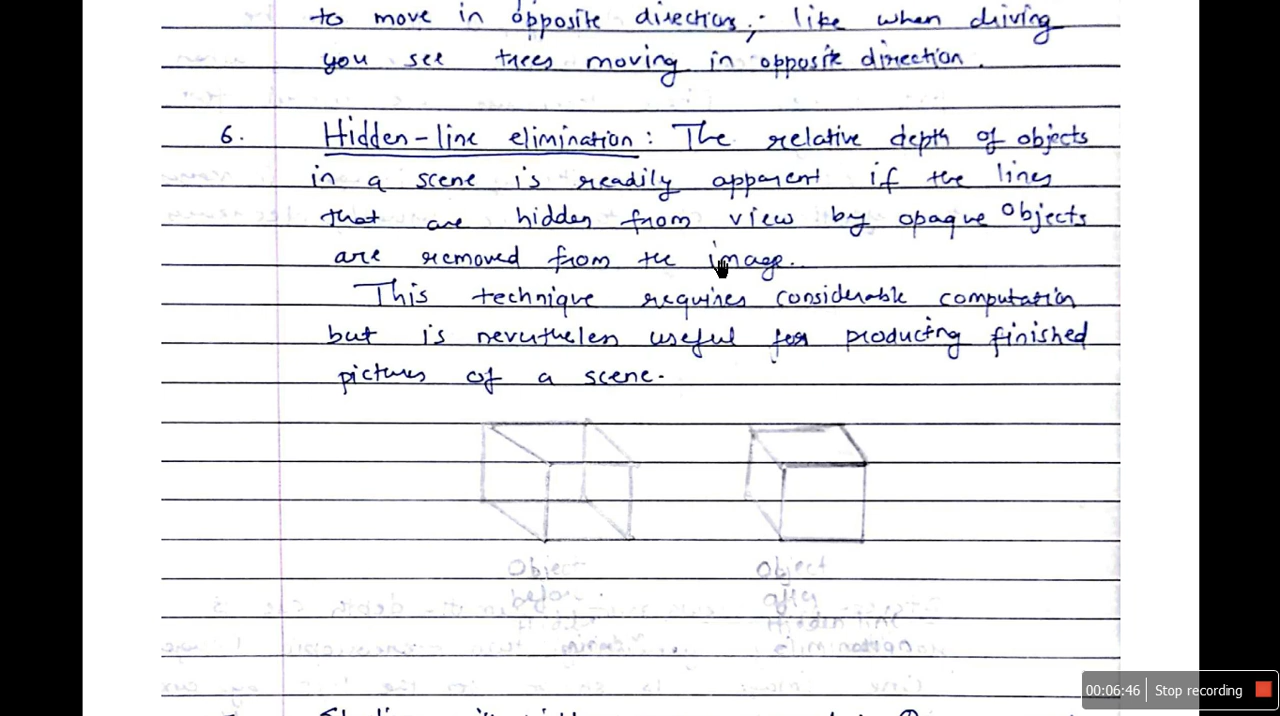 to move in opposite direction; like when driving
you see trees moving in opposite direction.
6. Hidden-line elimination: The relative depth of objects
in a scene is readily apparent if the lines
that are hidden from view by opaque objects
are removed from the image.
This technique requires considerable computation
but is nevertheless useful for producing finished
pictures of a scene.
Object Object
before after
00:06:46 Stop recording